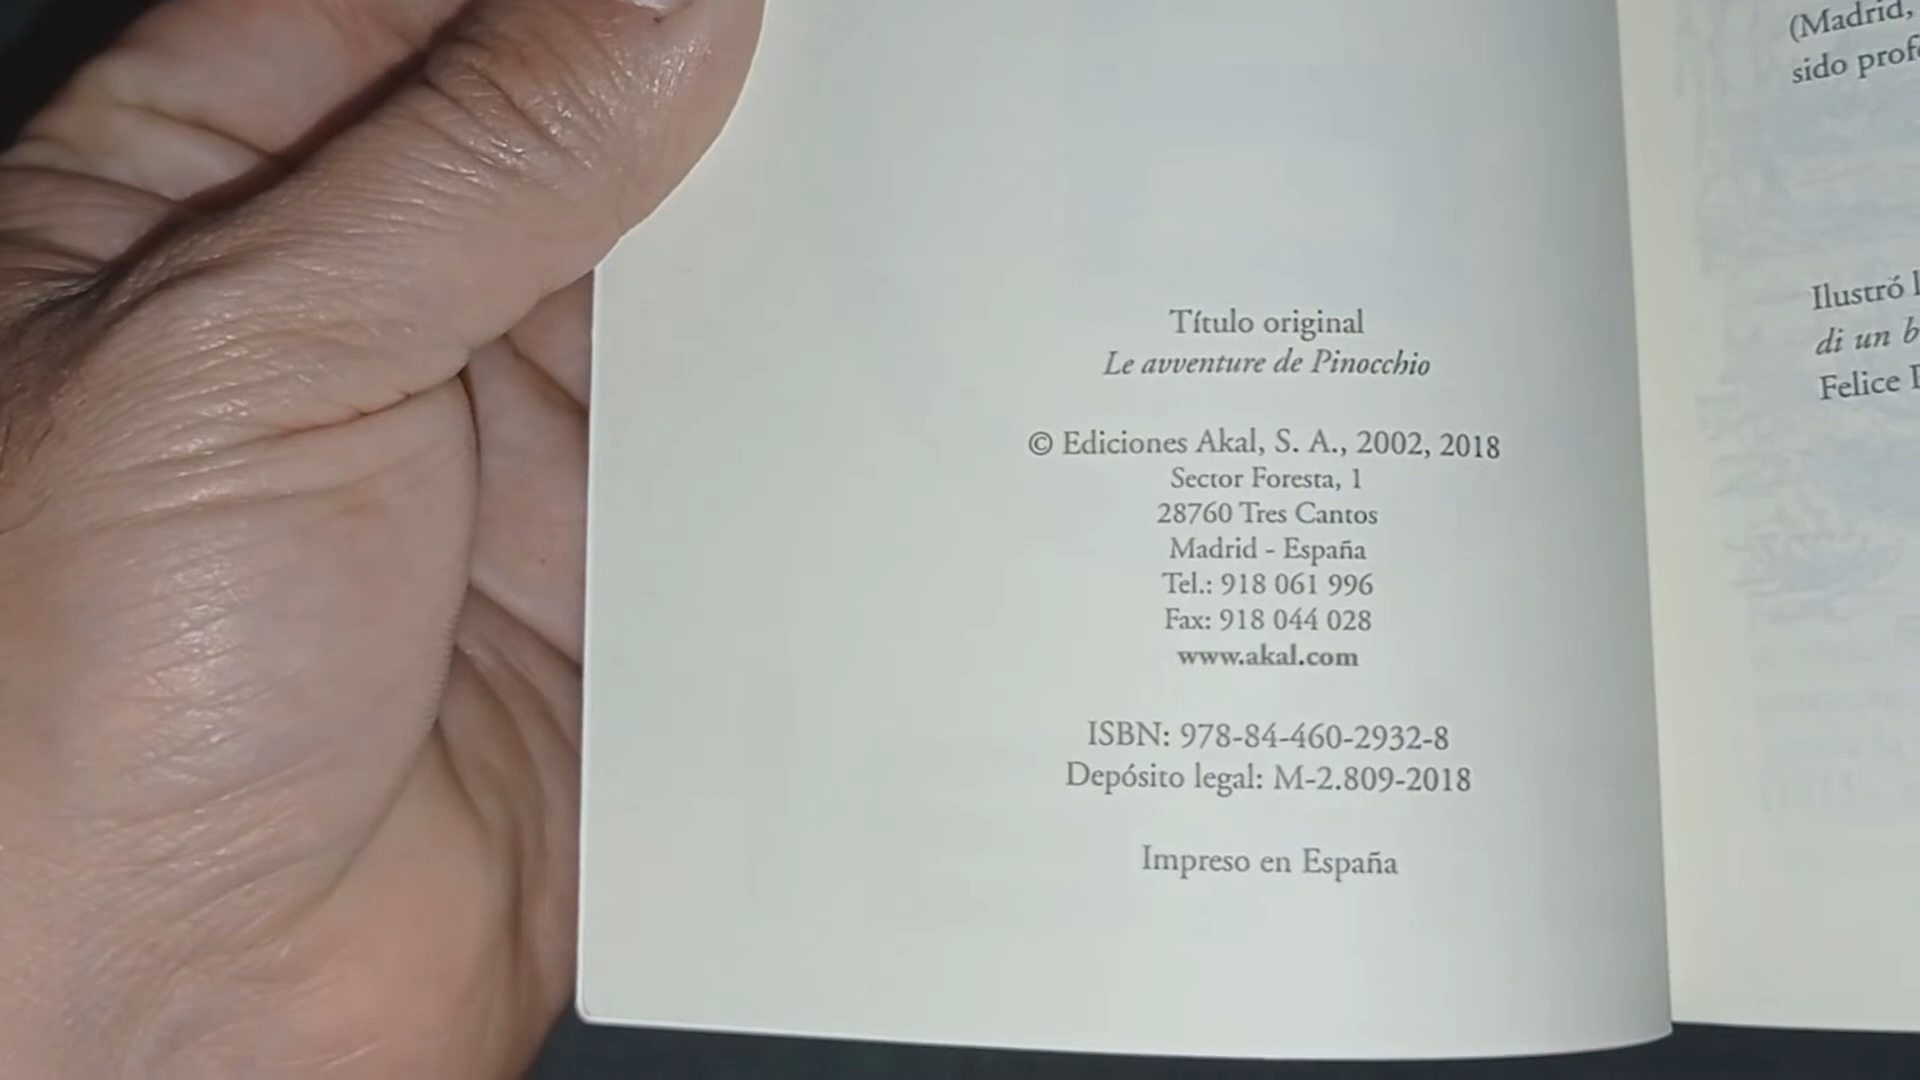 Título original
Le avventure de Pinocchio
© Ediciones Akal, S. A., 2002, 2018
Sector Foresta, 1
28760 Tres Cantos
Madrid - España
Tel.: 918 061 996
Fax: 918 044 028
www.akal.com
ISBN: 978-84-460-2932-8
Depósito legal: M-2.809-2018
Impreso en España
(Madrid,
sido
Ilustró
di un
Felice